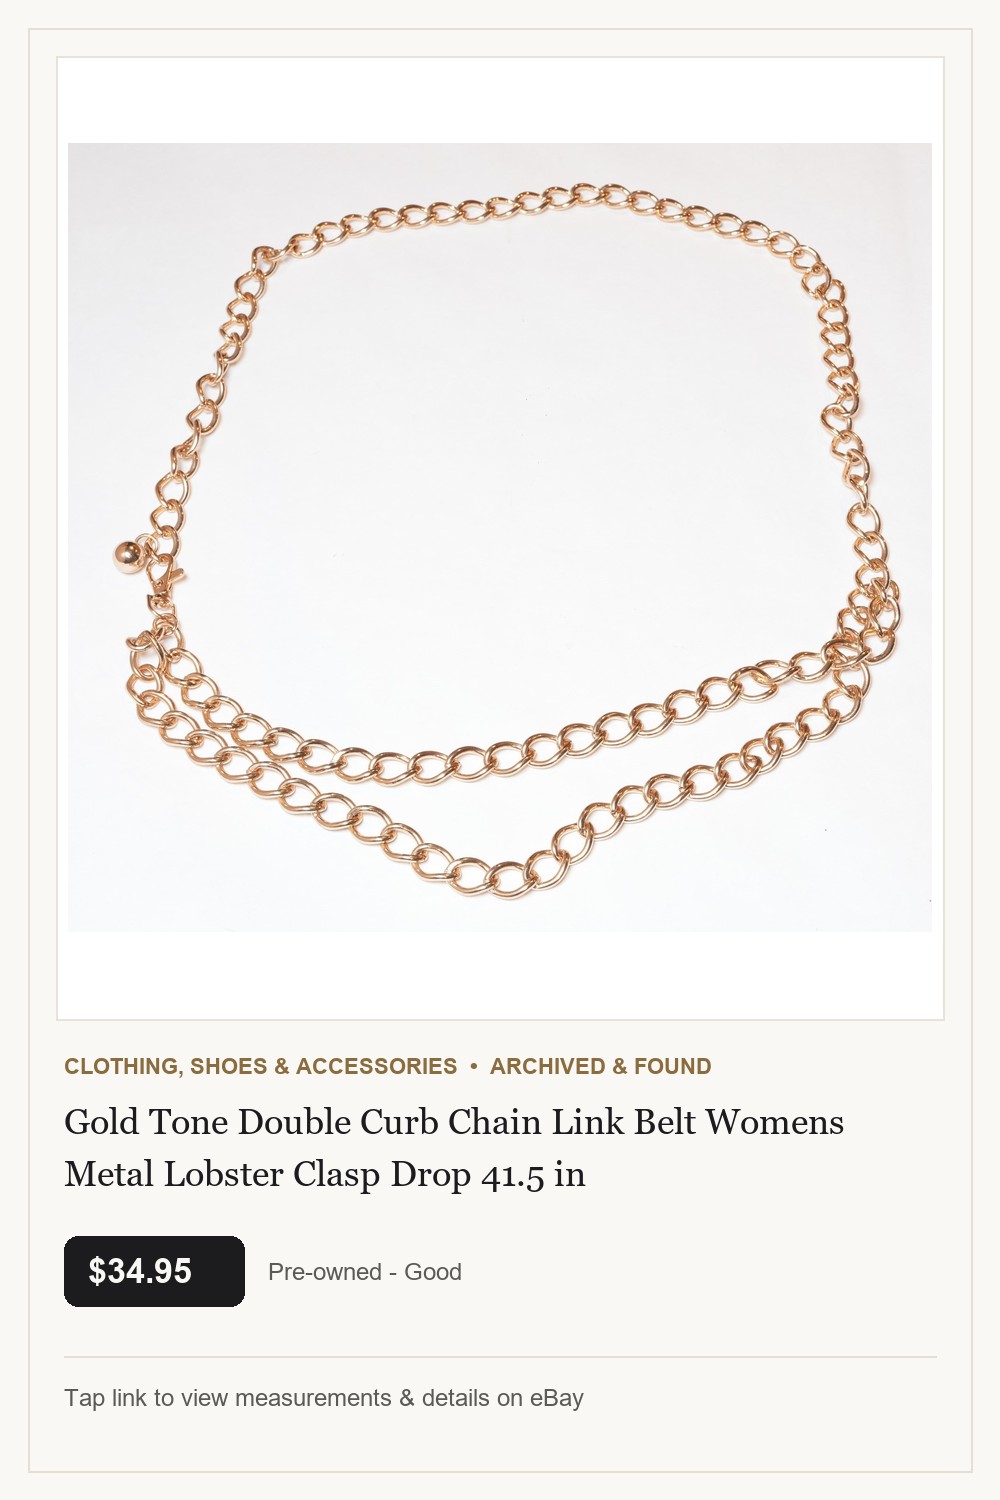 CLOTHING, SHOES & ACCESSORIES • ARCHIVED & FOUND
Gold Tone Double Curb Chain Link Belt Womens
Metal Lobster Clasp Drop 41.5 in
$34.95
Pre-owned - Good
Tap link to view measurements & details on eBay